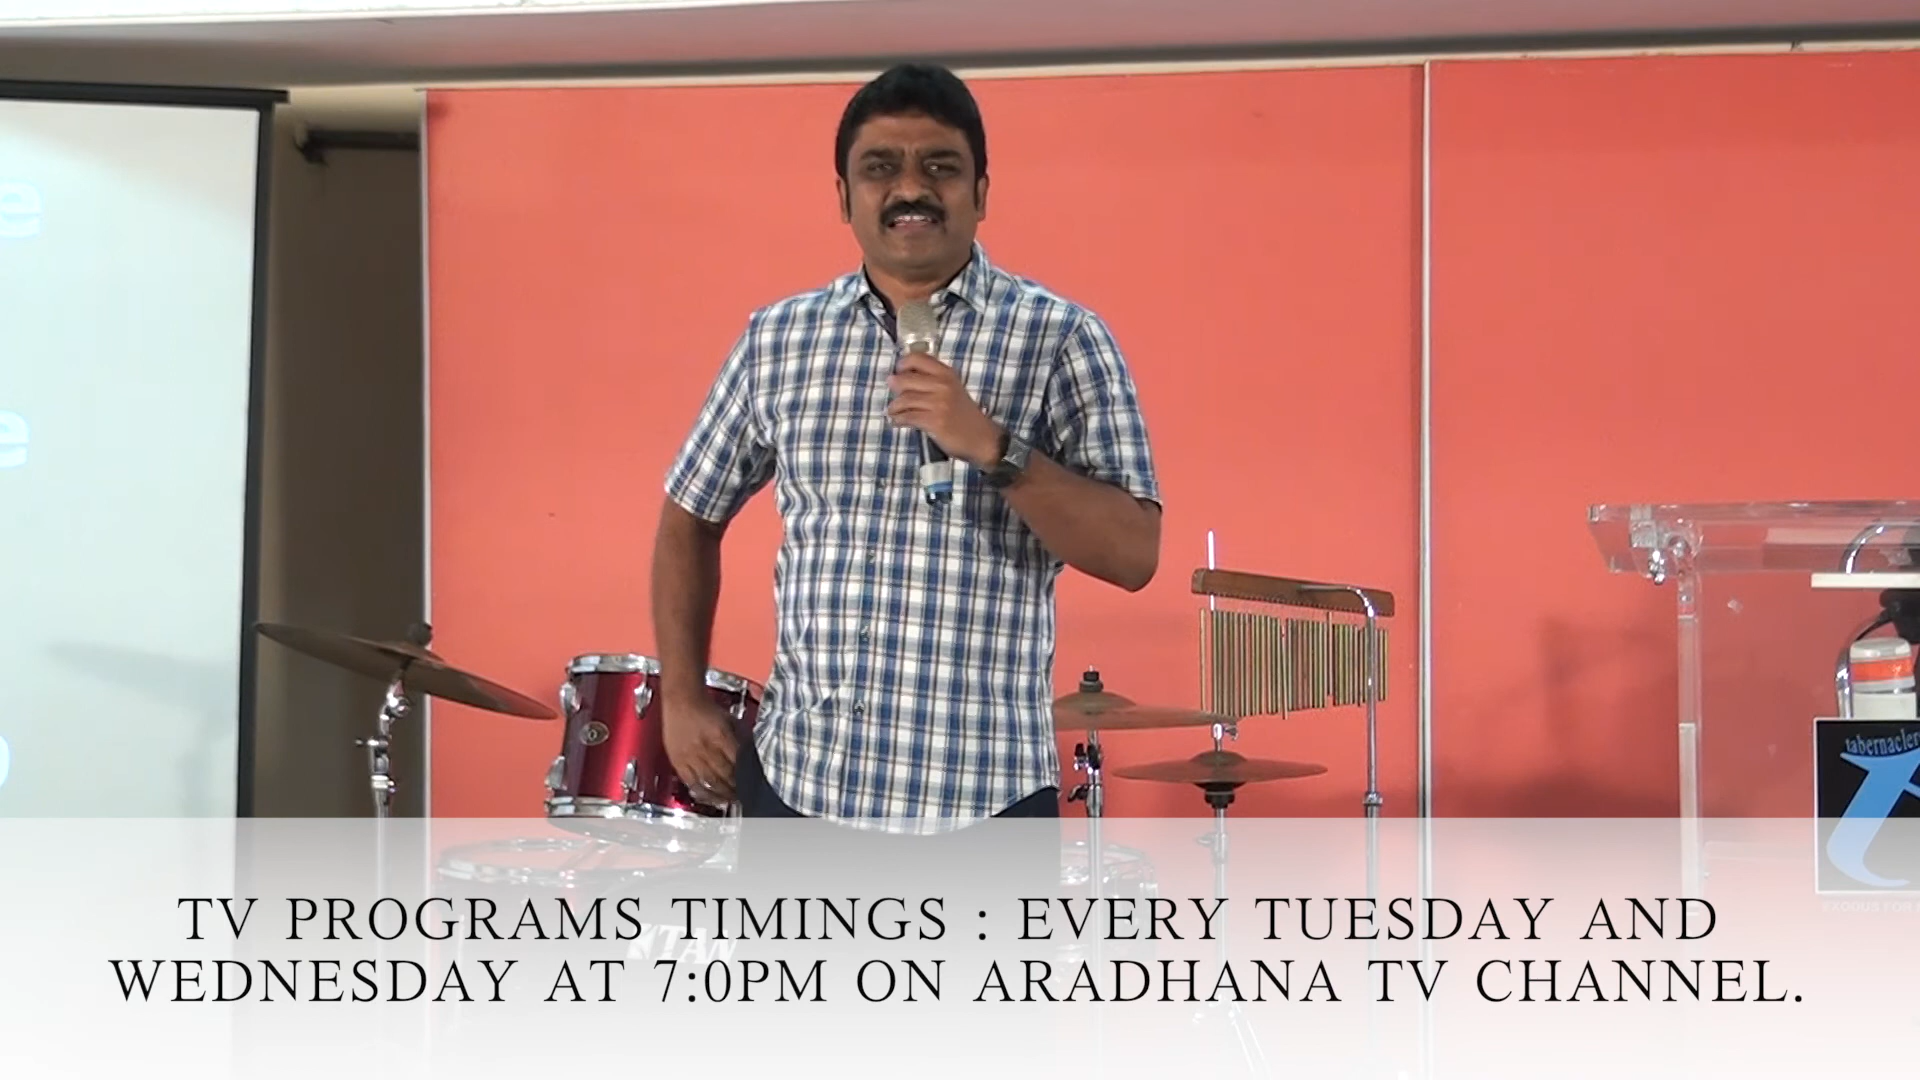 e
e
tabernacle
TV PROGRAMS TIMINGS : EVERY TUESDAY AND
WEDNESDAY AT 7:0PM ON ARADHANA TV CHANNEL.